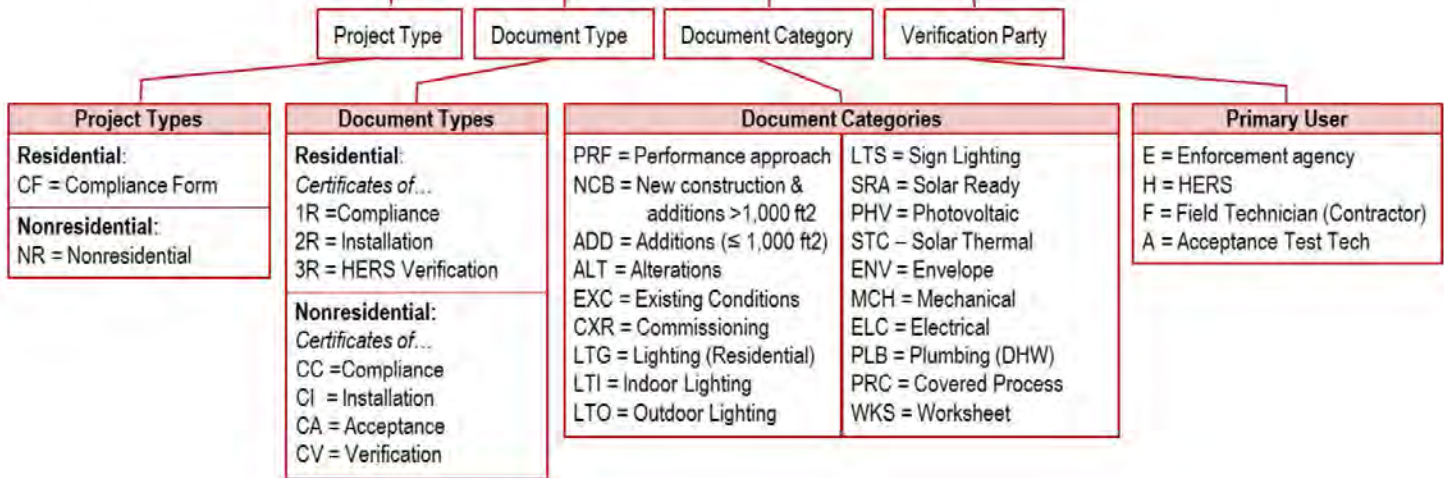 Project Type
Document Type
Document Category
Verification Party
Project Types
Residential:
CF = Compliance Form
Nonresidential:
NR = Nonresidential
Document Types
Residential:
Certificates of...
1R =Compliance
2R = Installation
3R = HERS Verification
Nonresidential:
Certificates of...
CC =Compliance
CI = Installation
CA = Acceptance
CV = Verification
Document Categories
PRF = Performance approach
NCB = New construction &
additions >1,000 ft2
ADD = Additions (≤ 1,000 ft2)
ALT = Alterations
EXC = Existing Conditions
CXR = Commissioning
LTG = Lighting (Residential)
LTI = Indoor Lighting
LTO = Outdoor Lighting
LTS = Sign Lighting
SRA = Solar Ready
PHV = Photovoltaic
STC – Solar Thermal
ENV = Envelope
MCH = Mechanical
ELC = Electrical
PLB = Plumbing (DHW)
PRC = Covered Process
WKS = Worksheet
Primary User
E = Enforcement agency
H = HERS
F = Field Technician (Contractor)
A = Acceptance Test Tech